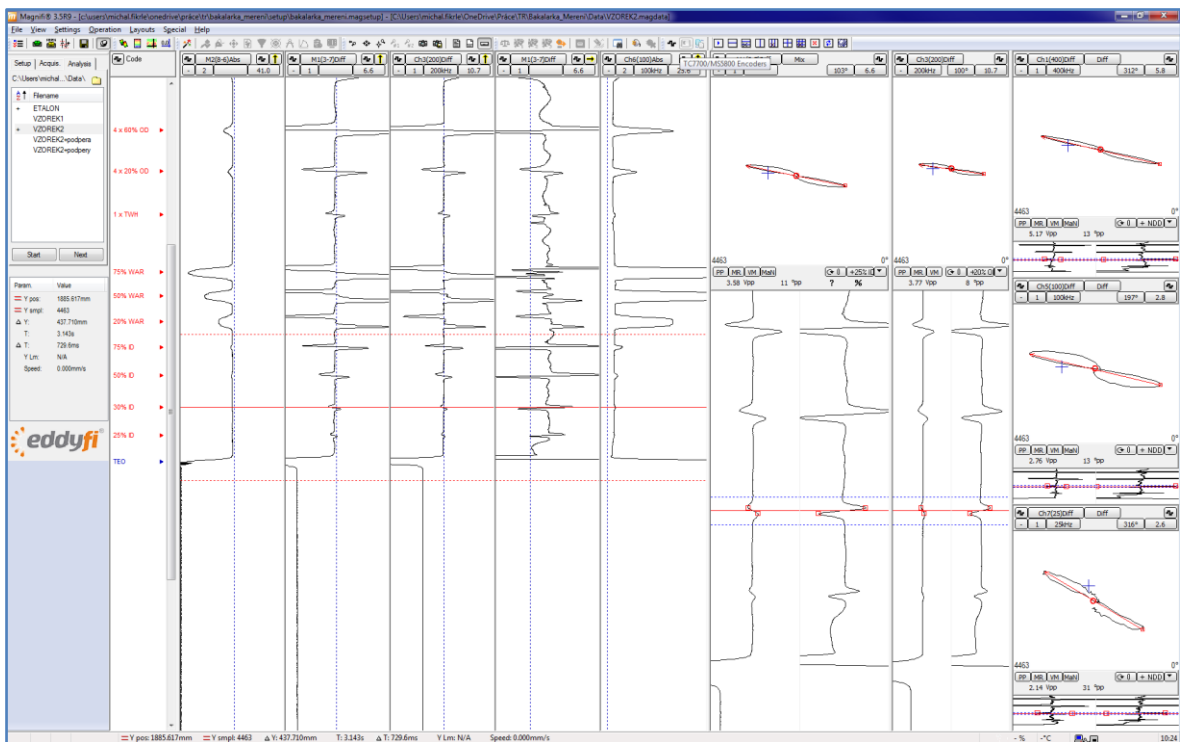 Magnifi® 3.5R9 - [c:\users\michal.fikrle\onedrive\práce\tr\bakalarka_mereni\setup\bakalarka_mereni.magsetup] - [C:\Users\michal.fikrle\OneDrive\Práce\TR\Bakalarka_Mereni\Data\VZOREK2.magdata]
File View Settings Operation Layouts Special Help
Setup Acquis. Analysis
C:\Users\michal...\Data\
Filename
+ ETALON
VZOREK1
+ VZOREK2
VZOREK2+podpera
VZOREK2+podpery
Start Next
Param. Value
Y pos: 1885.617mm
Y smpl: 4463
Δ Y: 437.710mm
T: 3.143s
Δ T: 729.6ms
Y Lm: N/A
Speed: 0.000mm/s
eddyfi
Code
4 x 60% OD
4 x 20% OD
1 x TWH
75% WAR
50% WAR
20% WAR
75% ID
50% ID
30% ID
25% ID
TEO
M2(8-6)Abs
- 2 41.0
M1(3-7)Diff
- 1 6.6
Ch3(200)Diff
- 1 200kHz 10.7
M1(3-7)Diff
- 1 6.6
Ch6(100)Abs
- 2 100kHz
TC7700/MS5800 Encoders
Mix
103° 6.6
4463 0°
PP MR VM MaN 0 +25% I
3.58 Vpp 11 °pp ? %
Ch3(200)Diff
- 200kHz 100° 10.7
4463 0°
PP MR VM 0 +20%
3.77 Vpp 8 °pp
Ch1(400)Diff Diff
- 1 400kHz 312° 5.8
4463 0°
PP MR VM MaN 0 + NDD
5.17 Vpp 13 °pp
Ch5(100)Diff Diff
- 1 100kHz 197° 2.8
4463 0°
PP MR VM MaN 0 + NDD
2.76 Vpp 13 °pp
Ch7(25)Diff Diff
- 1 25kHz 316° 2.6
4463 0°
PP MR VM MaN 0 + NDD
2.14 Vpp 31 °pp
Y pos: 1885.617mm Y smpl: 4463 Δ Y: 437.710mm T: 3.143s Δ T: 729.6ms Y Lm: N/A Speed: 0.000mm/s - % -°C 10:24